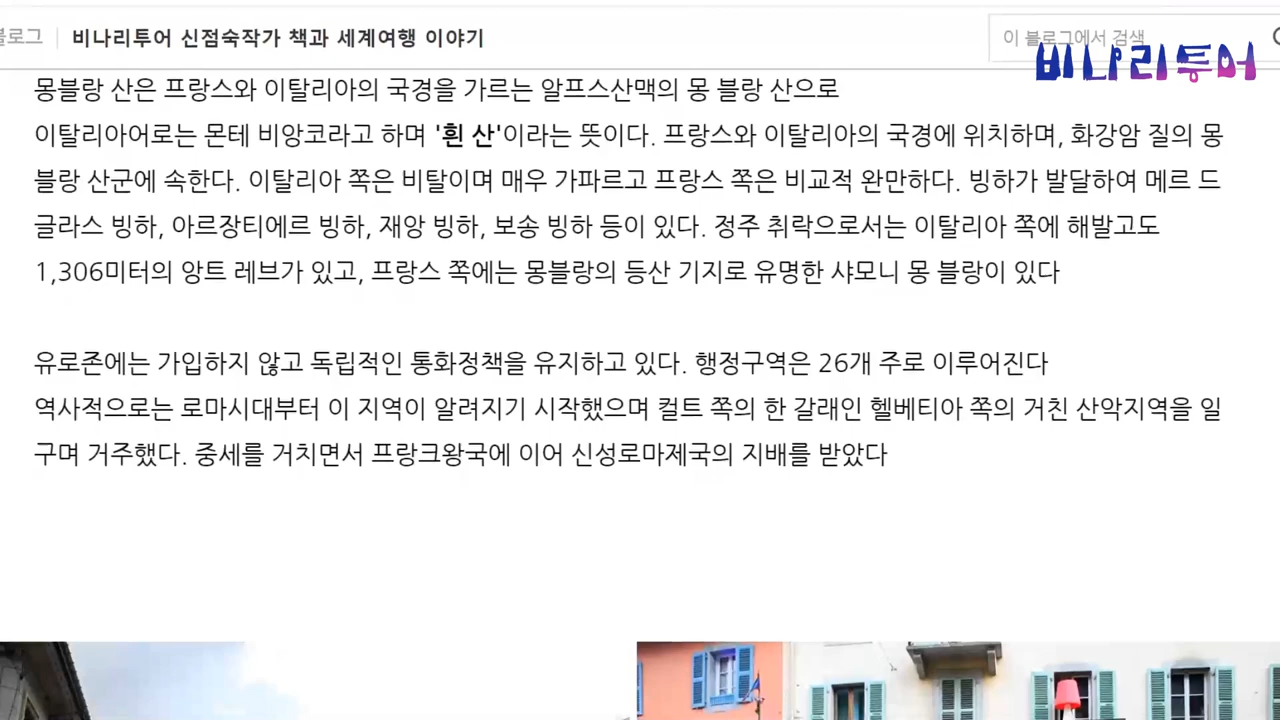 블로그
비나리투어 신점숙작가 책과 세계여행 이야기
이 블로그에서 검색
비나리투어
몽블랑 산은 프랑스와 이탈리아의 국경을 가르는 알프스산맥의 몽 블랑 산으로
이탈리아어로는 몬테 비앙코라고 하며 '흰 산'이라는 뜻이다. 프랑스와 이탈리아의 국경에 위치하며, 화강암 질의 몽
블랑 산군에 속한다. 이탈리아 쪽은 비탈이며 매우 가파르고 프랑스 쪽은 비교적 완만하다. 빙하가 발달하여 메르 드
글라스 빙하, 아르장티에르 빙하, 재앙 빙하, 보송 빙하 등이 있다. 정주 취락으로서는 이탈리아 쪽에 해발고도
1,306미터의 앙트 레브가 있고, 프랑스 쪽에는 몽블랑의 등산 기지로 유명한 샤모니 몽 블랑이 있다
유로존에는 가입하지 않고 독립적인 통화정책을 유지하고 있다. 행정구역은 26개 주로 이루어진다
역사적으로는 로마시대부터 이 지역이 알려지기 시작했으며 컬트 쪽의 한 갈래인 헬베티아 쪽의 거친 산악지역을 일
구며 거주했다. 중세를 거치면서 프랑크왕국에 이어 신성로마제국의 지배를 받았다